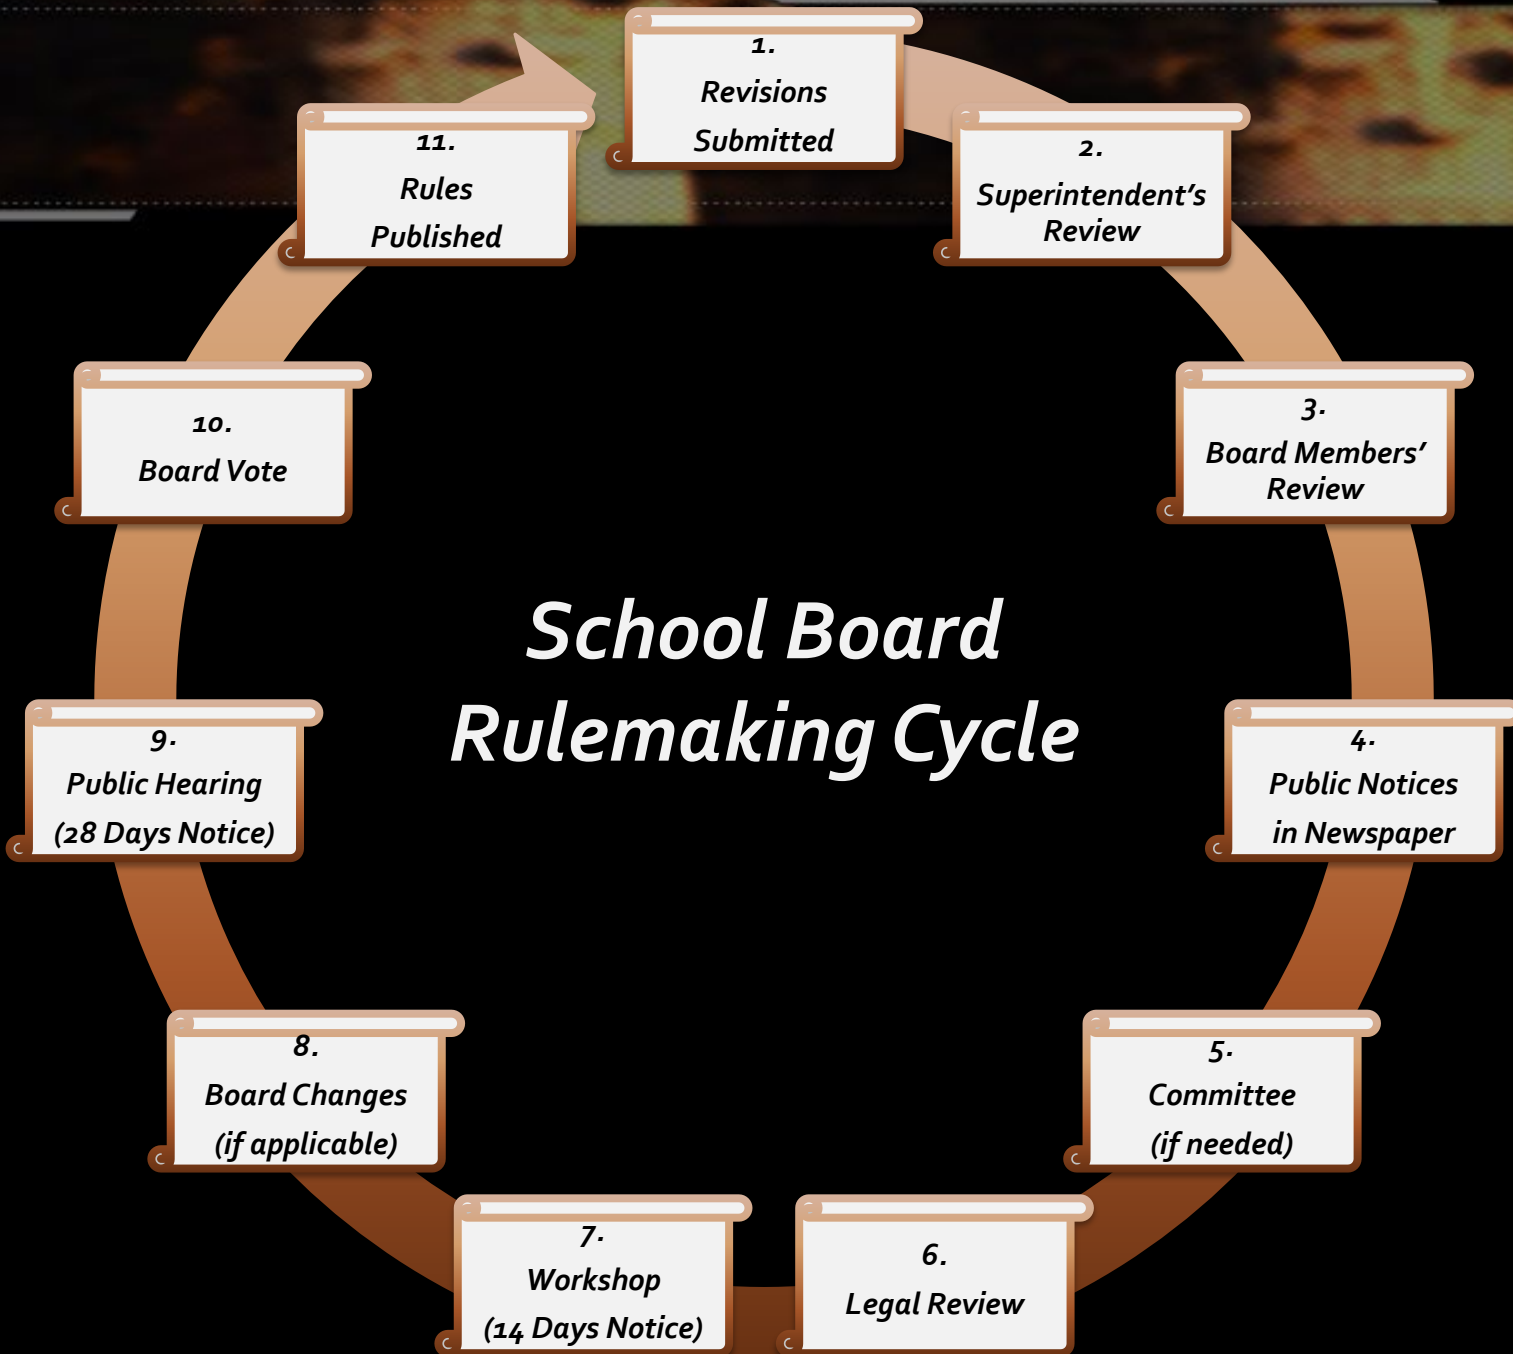 1.
Revisions
Submitted
2.
Superintendent’s
Review
3.
Board Members’
Review
4.
Public Notices
in Newspaper
5.
Committee
(if needed)
6.
Legal Review
7.
Workshop
(14 Days Notice)
8.
Board Changes
(if applicable)
9.
Public Hearing
(28 Days Notice)
10.
Board Vote
11.
Rules
Published
School Board
Rulemaking Cycle